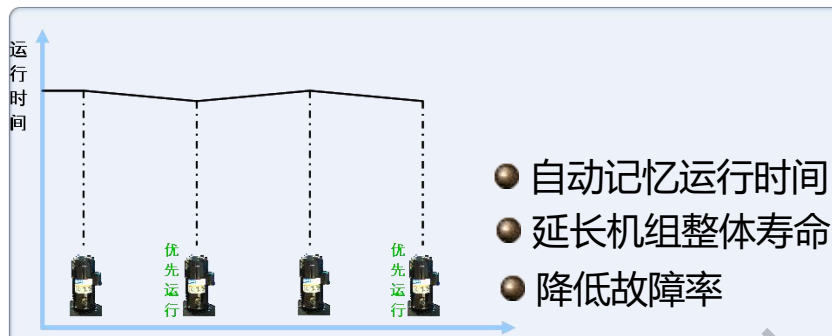 运行时间
优先运行
优先运行
自动记忆运行时间
延长机组整体寿命
降低故障率